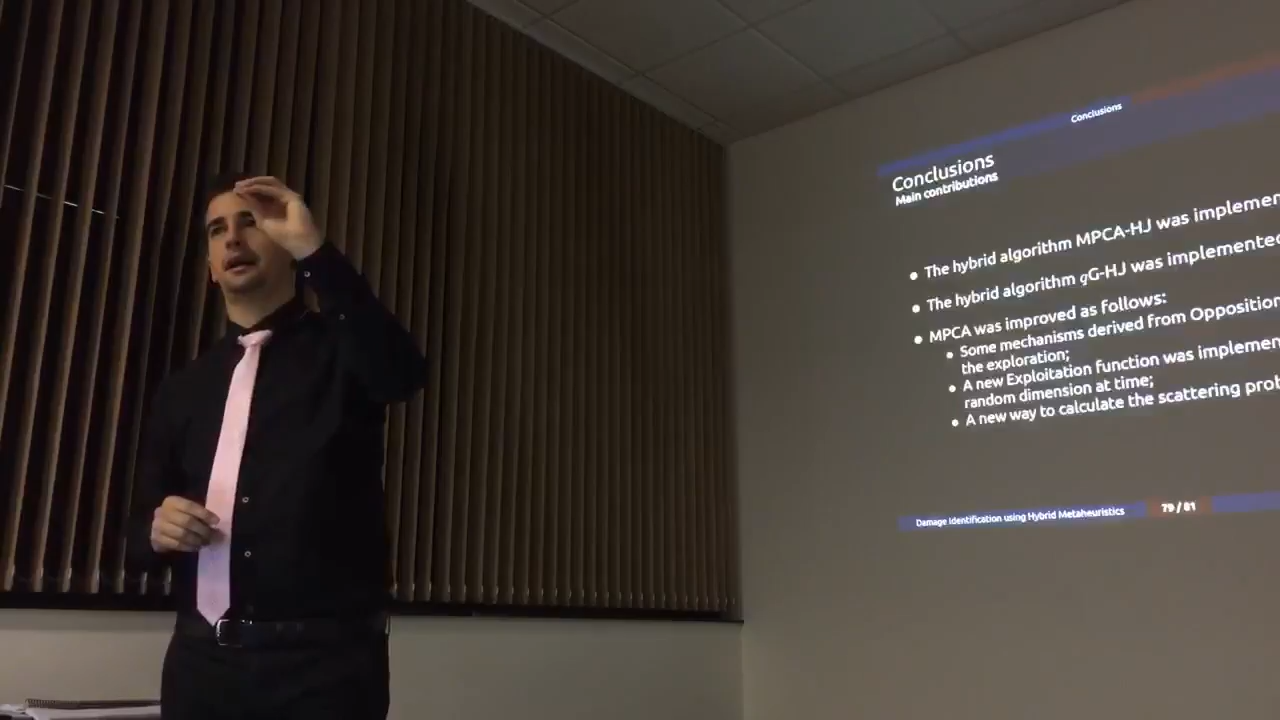 Conclusions
Conclusions
Main contributions
The hybrid algorithm MPCA-HJ was implemen
The hybrid algorithm qG-HJ was implemented
MPCA was improved as follows:
Some mechanisms derived from Opposition
the exploration;
A new Exploitation function was implemen
random dimension at time;
A new way to calculate the scattering prob
Damage Identification using Hybrid Metaheuristics
79 / 81